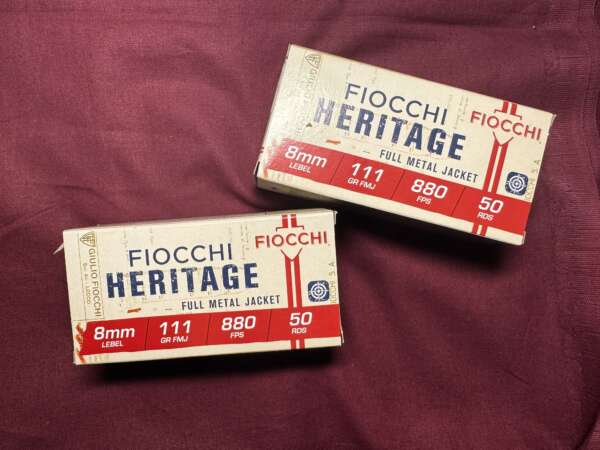 FIOCCHI
HERITAGE
FULL METAL JACKET
FIOCCHI
8mm
LEBEL
111
GR FMJ
880
FPS
50
RDS
GIULIO FIOCCHI
FIOCCHI
HERITAGE
FULL METAL JACKET
FIOCCHI
8mm
LEBEL
111
GR FMJ
880
FPS
50
RDS